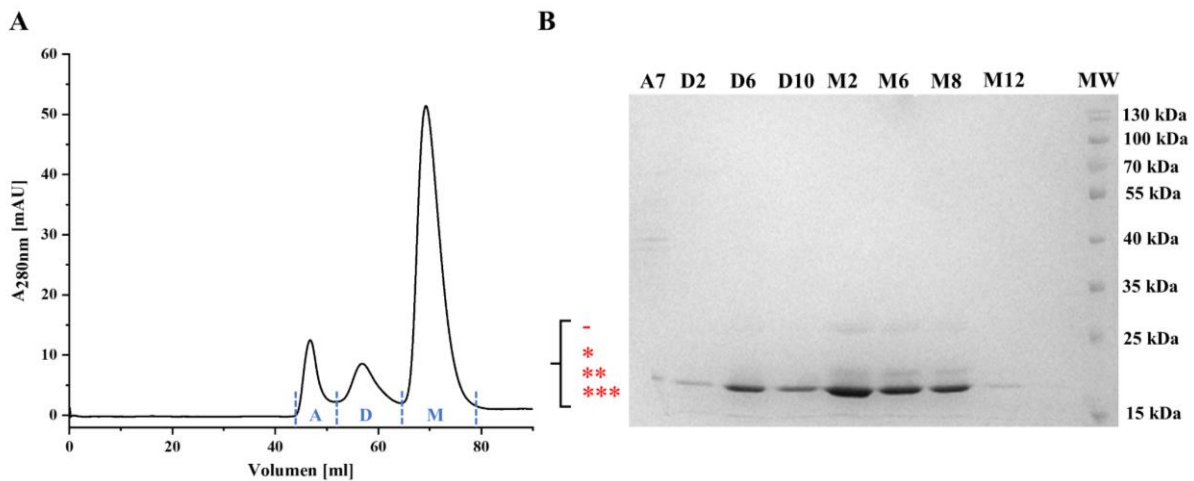 A
B
60
50
40
30
20
10
0
A280nm [mAU]
0 20 40 60 80
Volumen [ml]
A D M
-
*
**
***
A7 D2 D6 D10 M2 M6 M8 M12 MW
130 kDa
100 kDa
70 kDa
55 kDa
40 kDa
35 kDa
25 kDa
15 kDa